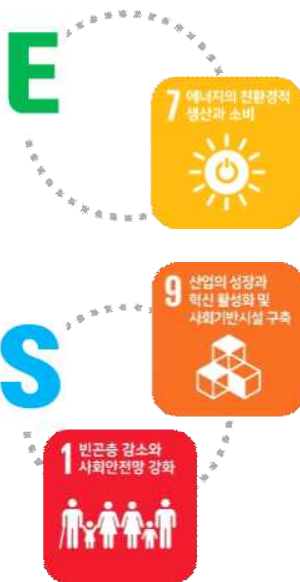 E
7 에너지의 친환경적
생산과 소비
9 산업의 성장과
혁신 활성화 및
사회기반시설 구축
S
1 빈곤층 감소와
사회안전망 강화